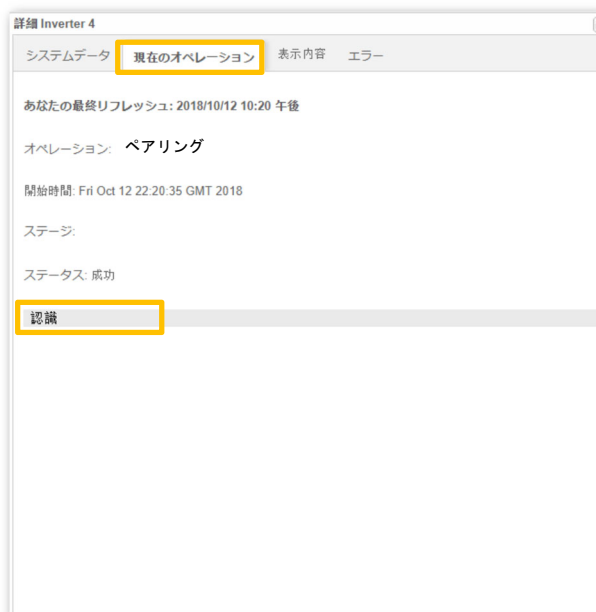 詳細 Inverter 4
システムデータ 現在のオペレーション 表示内容 エラー
あなたの最終リフレッシュ: 2018/10/12 10:20 午後
オペレーション: ペアリング
開始時間: Fri Oct 12 22:20:35 GMT 2018
ステージ:
ステータス: 成功
認識